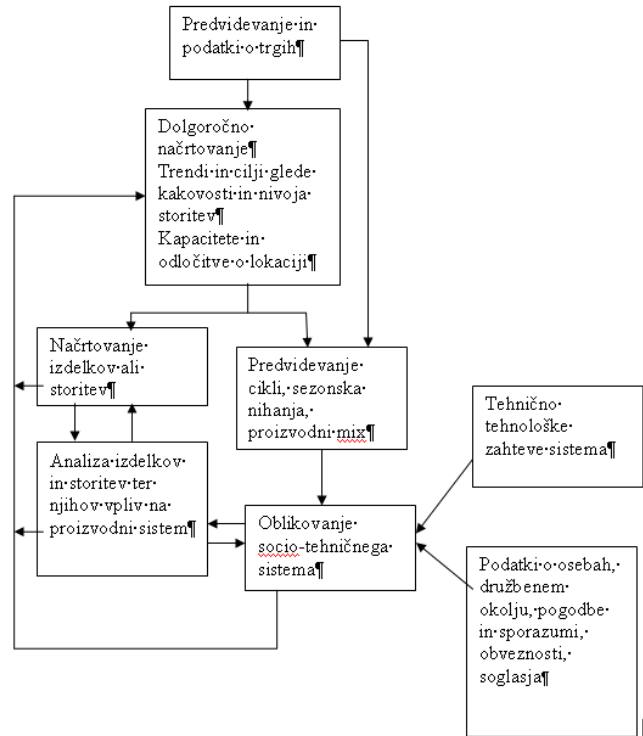 Predvidevanje·in·
podatki·o·trgih¶
Dolgoročno·
načrtovanje¶
Trendi·in·cilji·glede·
kakovosti·in·nivoja·
storitev¶
Kapacitete·in·
odločitve·o·lokaciji¶
Načrtovanje·
izdelkov·ali·
storitev¶
Predvidevanje·
cikli,·sezonska·
nihanja,·
proizvodni·mix¶
Tehnično·
tehnološke·
zahteve·sistema¶
Analiza·izdelkov·
in·storitev·ter·
njihov·vpliv·na·
proizvodni·sistem¶
Oblikovanje·
socio-tehničnega·
sistema¶
Podatki·o·osebah,·
družbenem·
okolju,·pogodbe·
in·sporazumi,·
obveznosti,·
soglasja¶